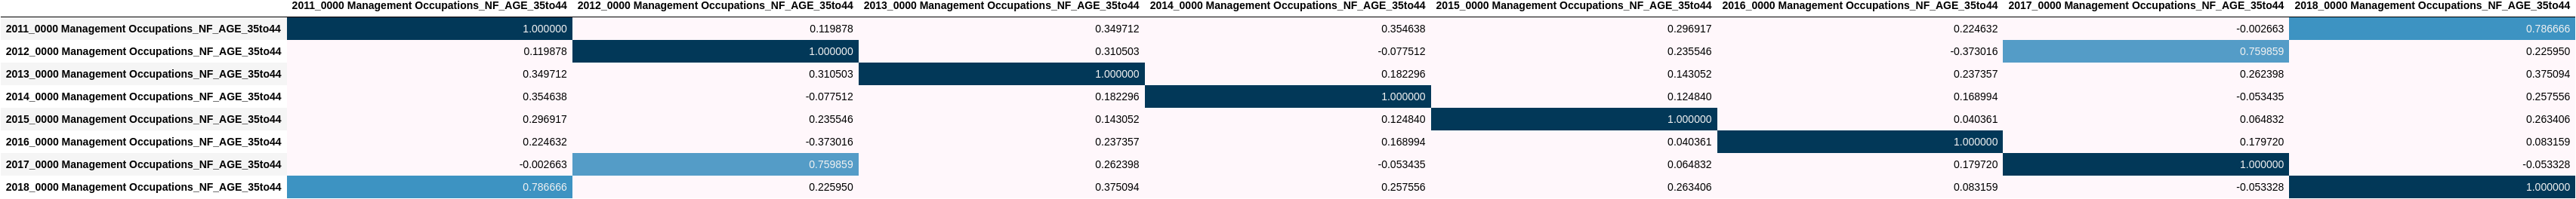 2011_0000 Management Occupations_NF_AGE_35to44 2012_0000 Management Occupations_NF_AGE_35to44 2013_0000 Management Occupations_NF_AGE_35to44 2014_0000 Management Occupations_NF_AGE_35to44 2015_0000 Management Occupations_NF_AGE_35to44 2016_0000 Management Occupations_NF_AGE_35to44 2017_0000 Management Occupations_NF_AGE_35to44 2018_0000 Management Occupations_NF_AGE_35to44
2011_0000 Management Occupations_NF_AGE_35to44 1.000000 0.119878 0.349712 0.354638 0.296917 0.224632 -0.002663 0.786666
2012_0000 Management Occupations_NF_AGE_35to44 0.119878 1.000000 0.310503 -0.077512 0.235546 -0.373016 0.759859 0.225950
2013_0000 Management Occupations_NF_AGE_35to44 0.349712 0.310503 1.000000 0.182296 0.143052 0.237357 0.262398 0.375094
2014_0000 Management Occupations_NF_AGE_35to44 0.354638 -0.077512 0.182296 1.000000 0.124840 0.168994 -0.053435 0.257556
2015_0000 Management Occupations_NF_AGE_35to44 0.296917 0.235546 0.143052 0.124840 1.000000 0.040361 0.064832 0.263406
2016_0000 Management Occupations_NF_AGE_35to44 0.224632 -0.373016 0.237357 0.168994 0.040361 1.000000 0.179720 0.083159
2017_0000 Management Occupations_NF_AGE_35to44 -0.002663 0.759859 0.262398 -0.053435 0.064832 0.179720 1.000000 -0.053328
2018_0000 Management Occupations_NF_AGE_35to44 0.786666 0.225950 0.375094 0.257556 0.263406 0.083159 -0.053328 1.000000